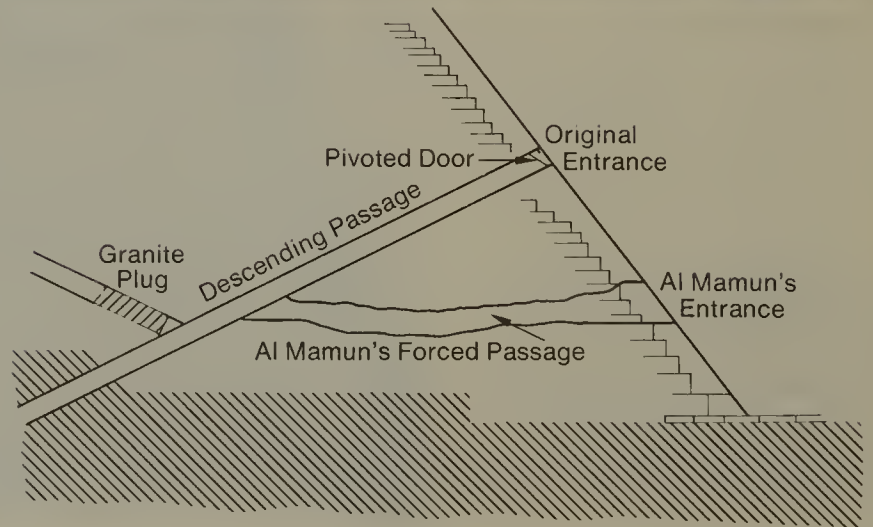 Original
Entrance
Pivoted Door
Descending Passage
Granite
Plug
Al Mamun's
Entrance
Al Mamun's Forced Passage